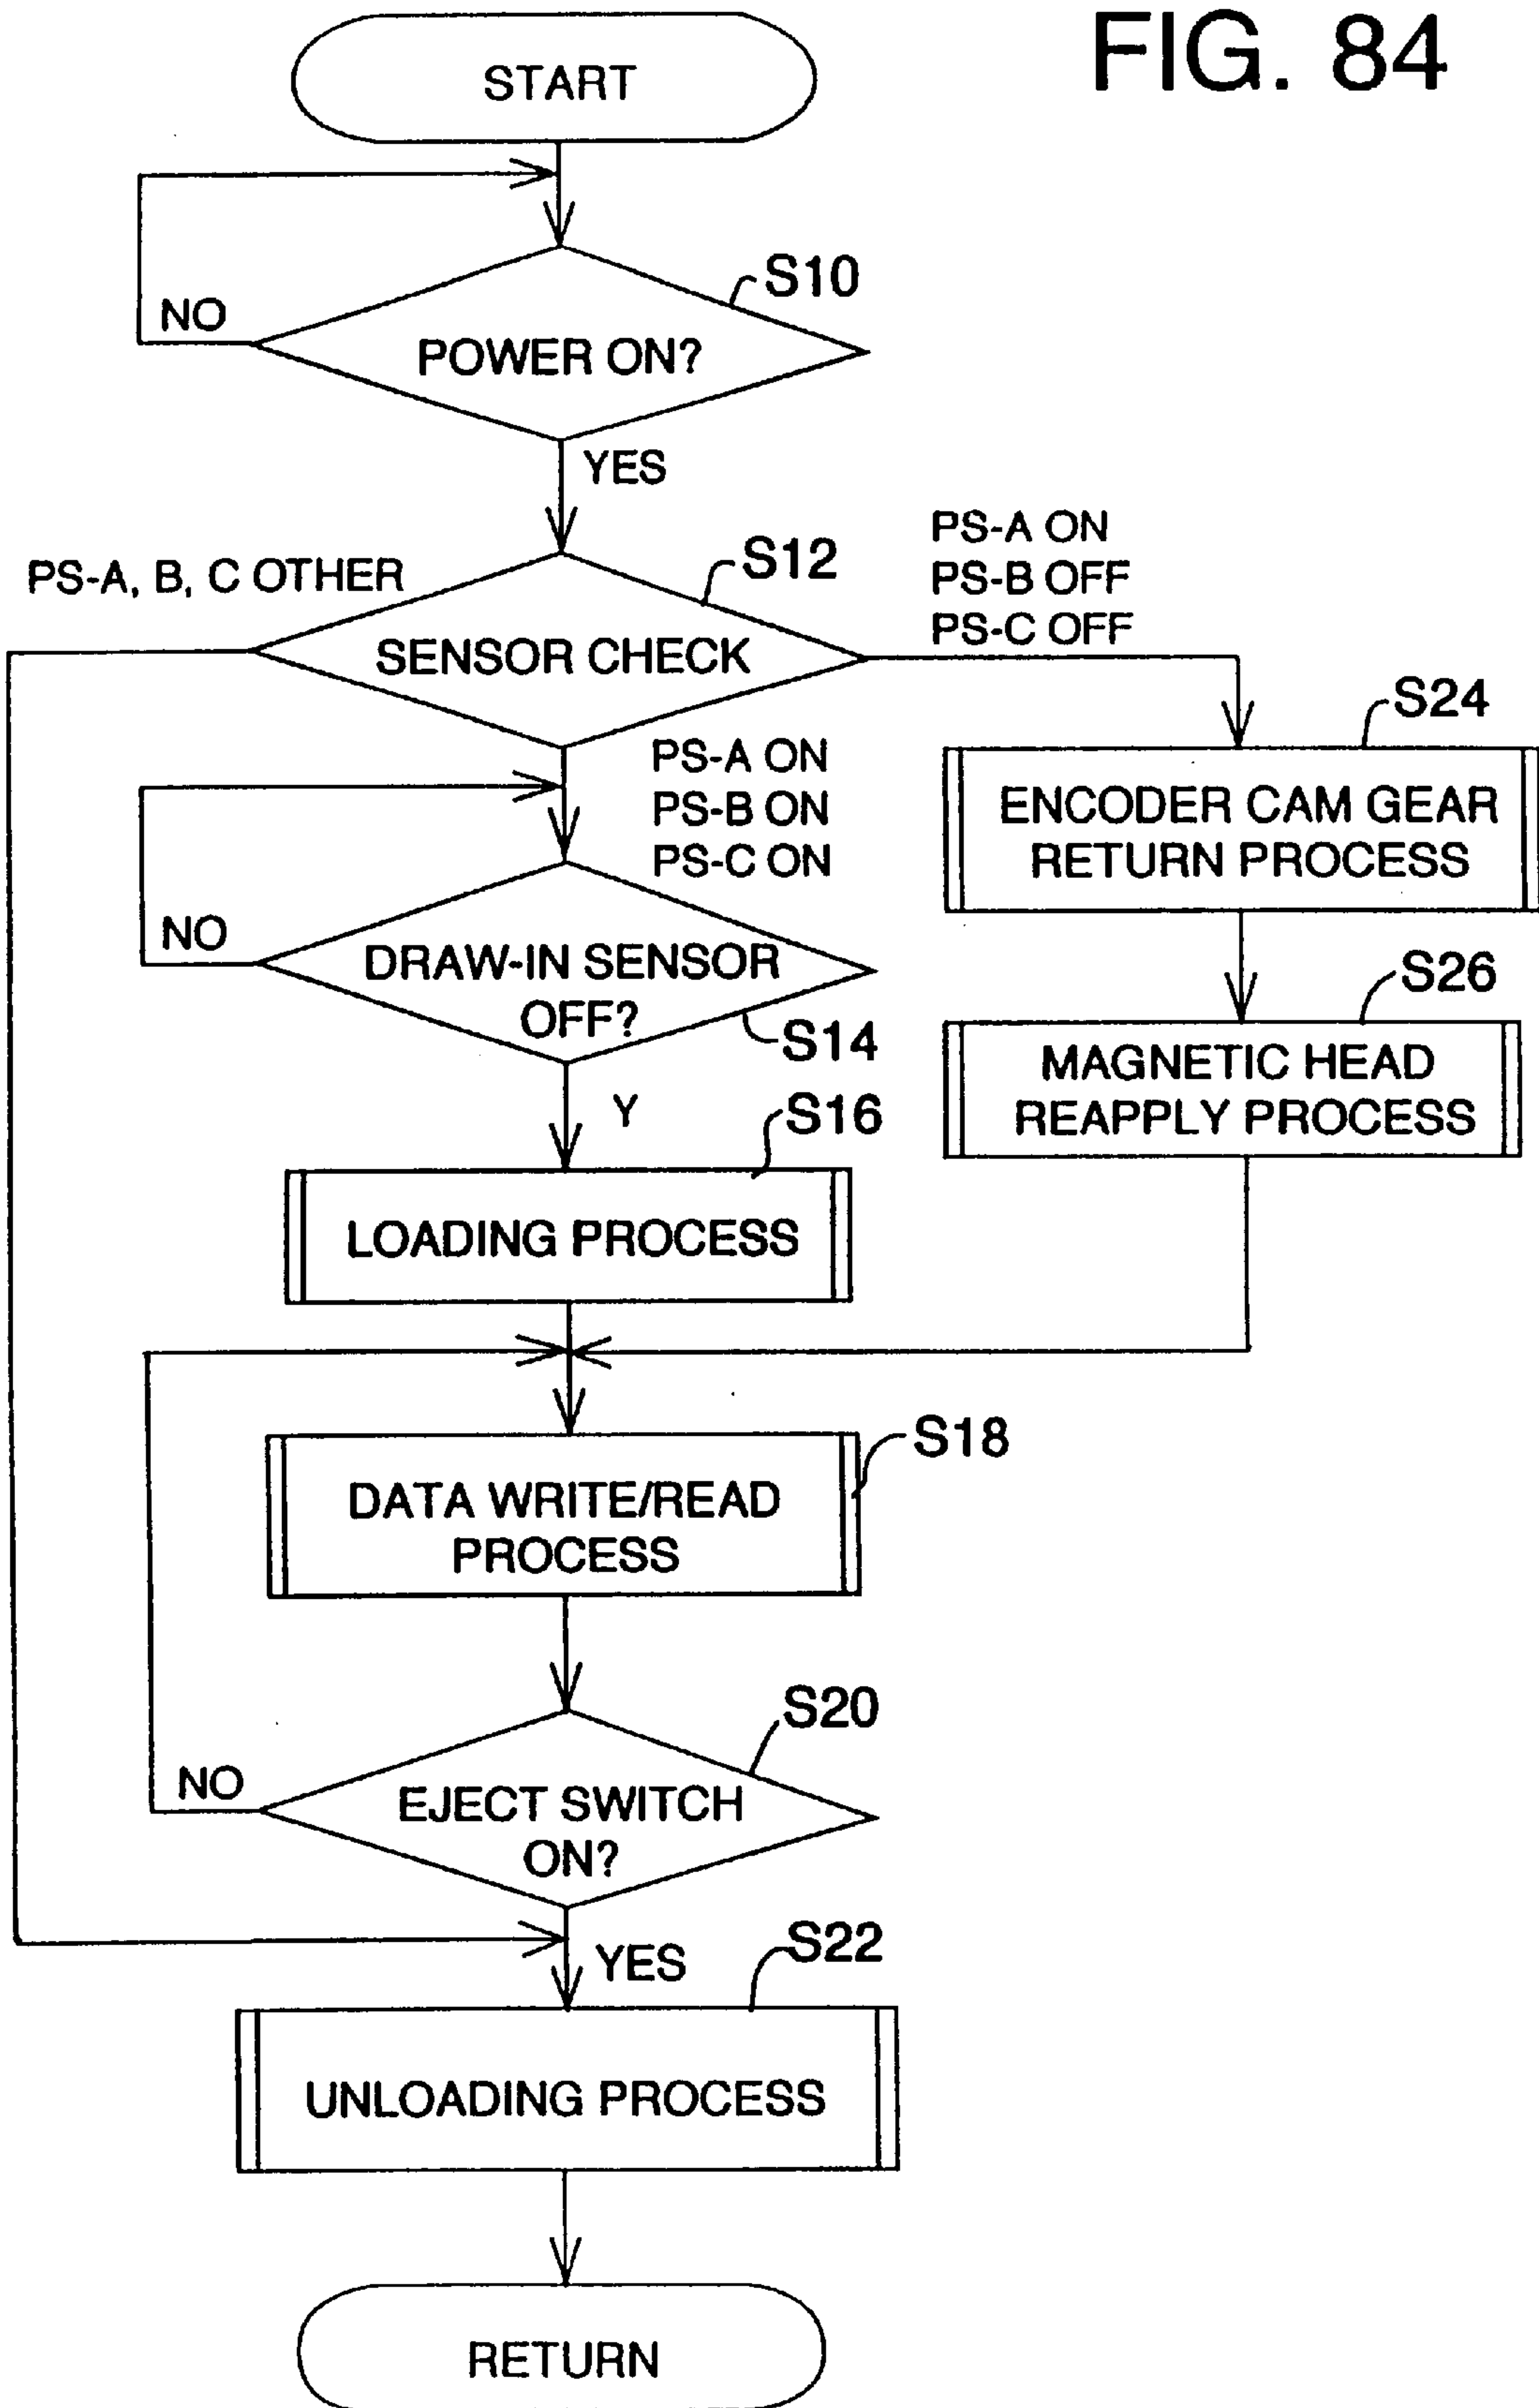 FIG. 84
START
S10
NO
POWER ON?
YES
PS-A, B, C OTHER
S12
PS-A ON
PS-B OFF
PS-C OFF
SENSOR CHECK
S24
PS-A ON
PS-B ON
PS-C ON
ENCODER CAM GEAR
RETURN PROCESS
NO
DRAW-IN SENSOR
OFF?
S14
S26
MAGNETIC HEAD
REAPPLY PROCESS
Y
S16
LOADING PROCESS
S18
DATA WRITE/READ
PROCESS
S20
NO
EJECT SWITCH
ON?
YES
S22
UNLOADING PROCESS
RETURN